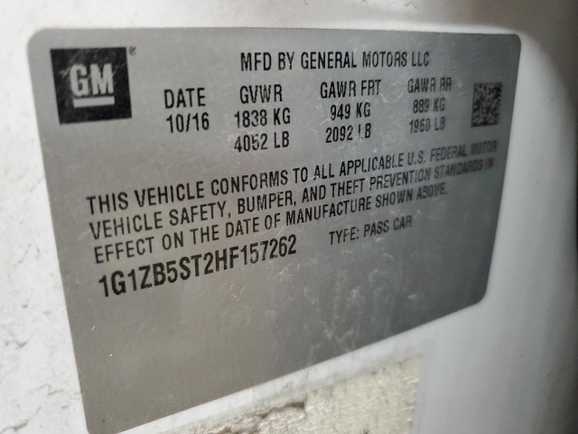 GM ®
MFD BY GENERAL MOTORS LLC
DATE GVWR GAWR FRT GAWR RR
10/16 1838 KG 949 KG 889 KG
4052 LB 2092 LB 1960 LB
THIS VEHICLE CONFORMS TO ALL APPLICABLE U.S. FEDERAL MOTOR
VEHICLE SAFETY, BUMPER, AND THEFT PREVENTION STANDARDS IN
EFFECT ON THE DATE OF MANUFACTURE SHOWN ABOVE.
1G1ZB5ST2HF157262 TYPE: PASS CAR